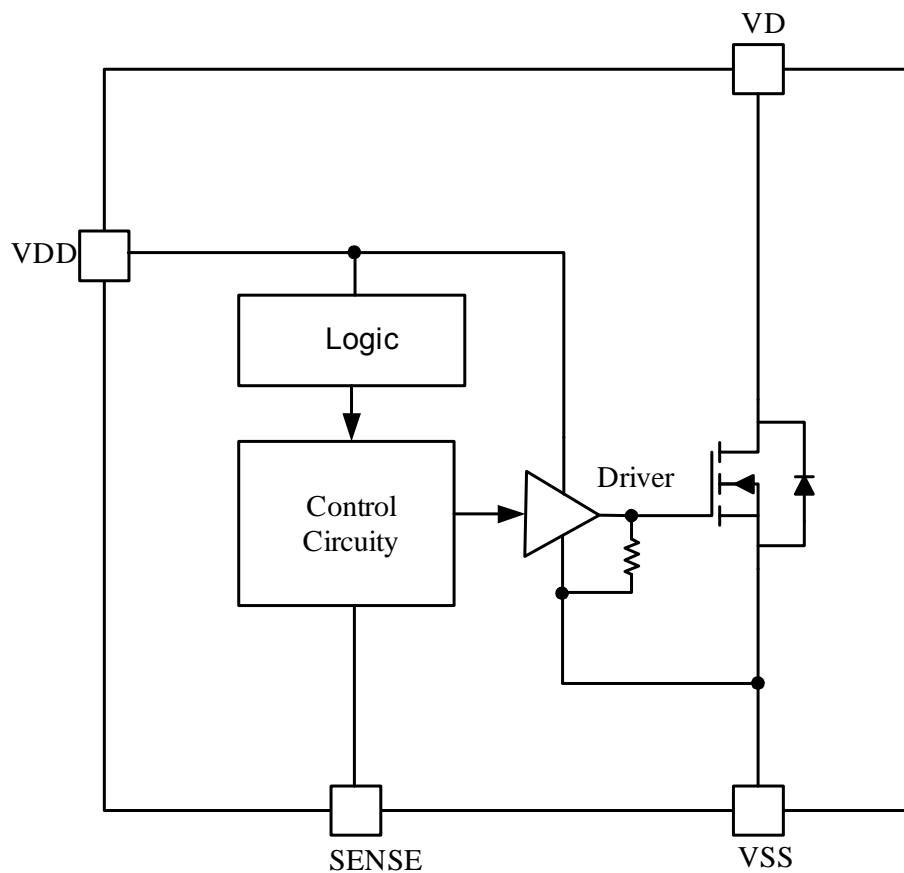 VD
VDD
Logic
Control
Circuity
Driver
SENSE
VSS